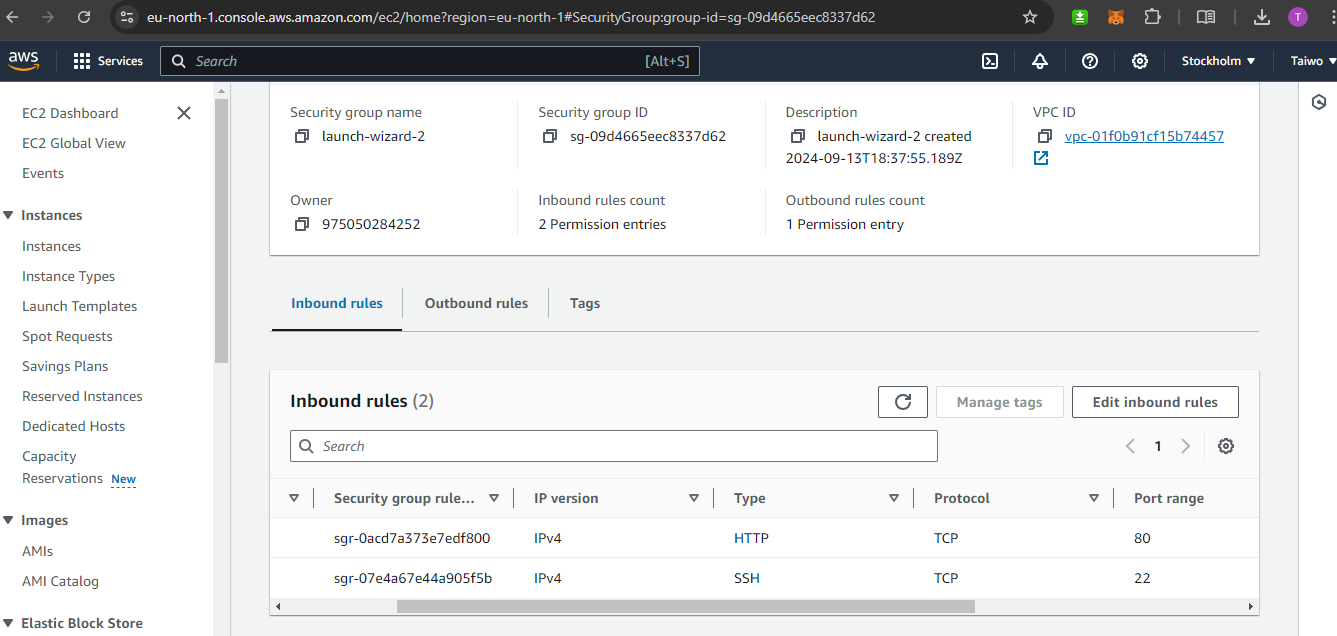 eu-north-1.console.aws.amazon.com/ec2/home?region=eu-north-1#SecurityGroup:group-id=sg-09d4665eec8337d62
T
aws
Services
Search
[Alt+S]
Stockholm
Taiwo
EC2 Dashboard
EC2 Global View
Events
Instances
Instances
Instance Types
Launch Templates
Spot Requests
Savings Plans
Reserved Instances
Dedicated Hosts
Capacity
Reservations New
Images
AMIs
AMI Catalog
Elastic Block Store
Security group name
launch-wizard-2
Security group ID
sg-09d4665eec8337d62
Description
launch-wizard-2 created
2024-09-13T18:37:55.189Z
VPC ID
vpc-01f0b91cf15b74457
Owner
975050284252
Inbound rules count
2 Permission entries
Outbound rules count
1 Permission entry
Inbound rules
Outbound rules
Tags
Inbound rules (2)
Manage tags
Edit inbound rules
Search
1
Security group rule... IP version Type Protocol Port range
sgr-0acd7a373e7edf800 IPv4 HTTP TCP 80
sgr-07e4a67e44a905f5b IPv4 SSH TCP 22